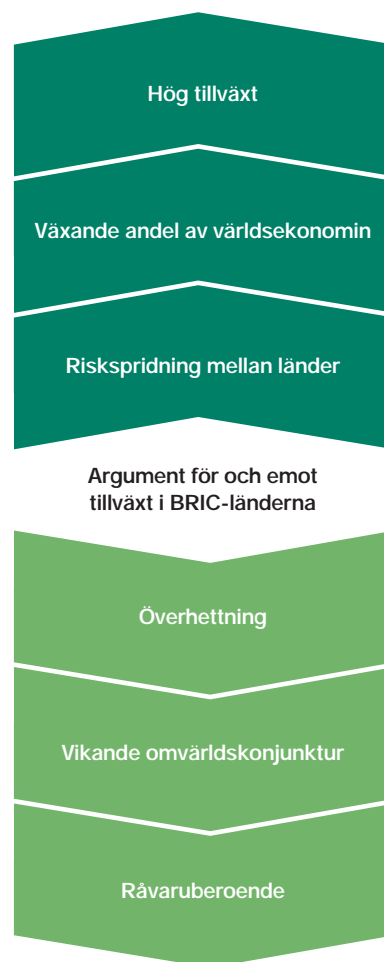 Hög tillväxt
Växande andel av världsekonomin
Riskspridning mellan länder
Argument för och emot
tillväxt i BRIC-länderna
Överhettning
Vikande omvärldskonjunktur
Råvaruberoende